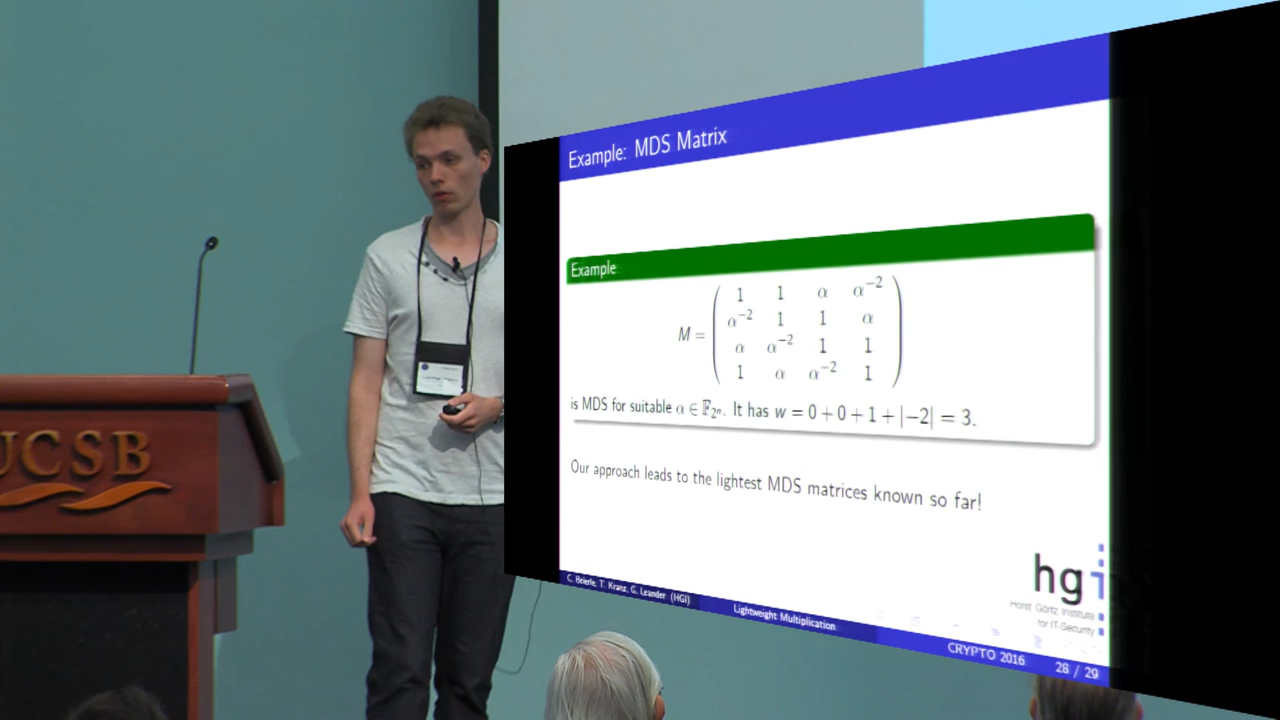 UCSB
Example: MDS Matrix
Example
M = ( 1 1 α α⁻²
α⁻² 1 1 α
α α⁻² 1 1
1 α α⁻² 1 )
is MDS for suitable α ∈ 𝔽₂ⁿ. It has w = 0 + 0 + 1 + |−2| = 3.
Our approach leads to the lightest MDS matrices known so far!
hgi
Horst Görtz Institute
for IT-Security
C. Beierle, T. Kranz, G. Leander (HGI)
Lightweight Multiplication
CRYPTO 2016
28 / 29